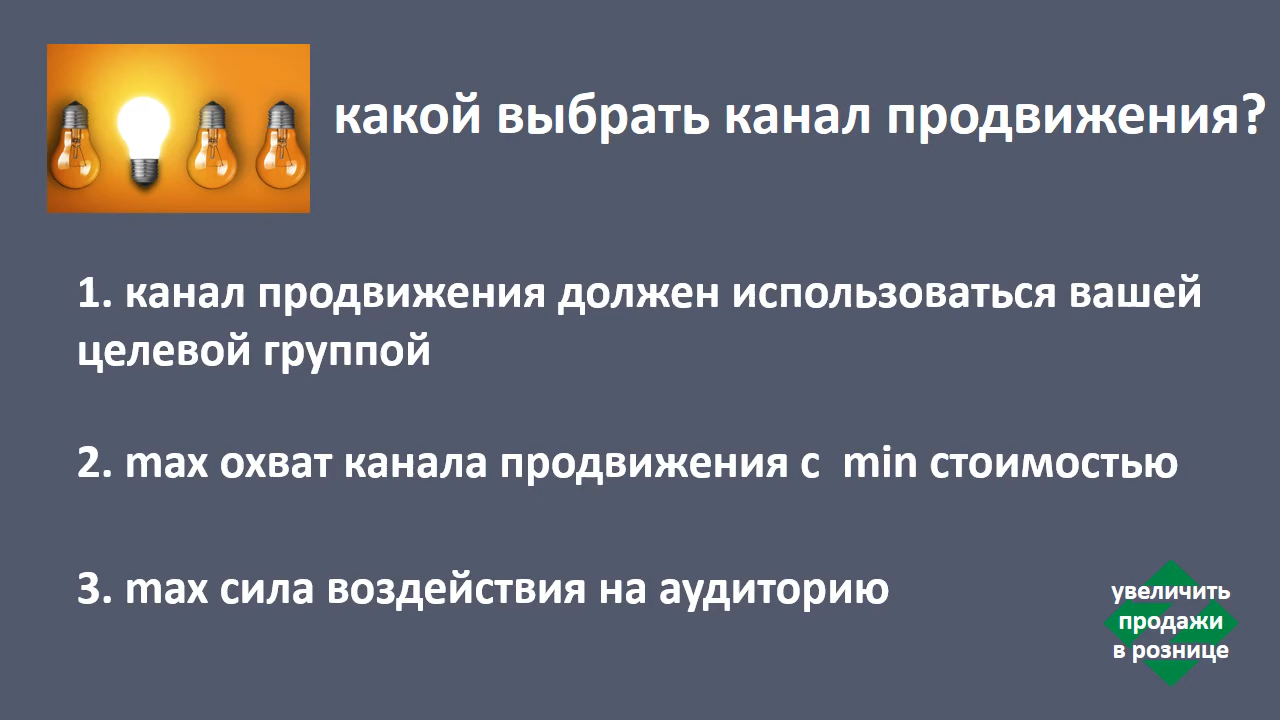 какой выбрать канал продвижения?
1. канал продвижения должен использоваться вашей
целевой группой
2. max охват канала продвижения с min стоимостью
3. max сила воздействия на аудиторию
увеличить
продажи
в рознице